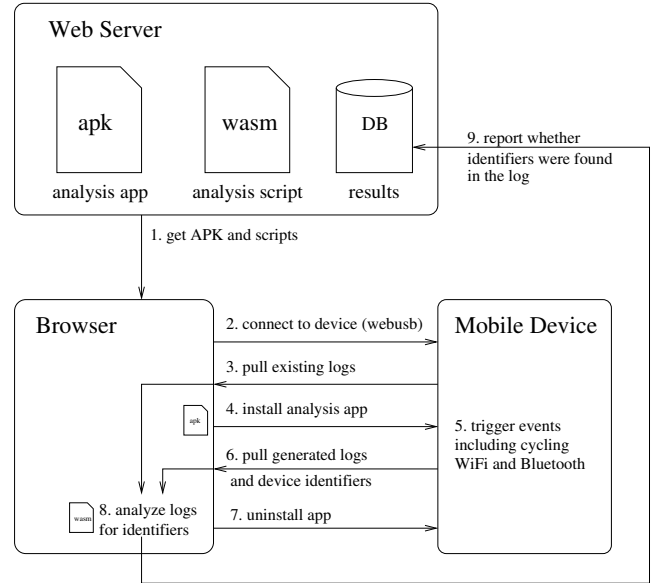 Web Server
apk
wasm
DB
analysis app
analysis script
results
9. report whether
identifiers were found
in the log
1. get APK and scripts
Browser
2. connect to device (webusb)
Mobile Device
3. pull existing logs
apk
4. install analysis app
5. trigger events
including cycling
WiFi and Bluetooth
6. pull generated logs
and device identifiers
wasm
8. analyze logs
for identifiers
7. uninstall app